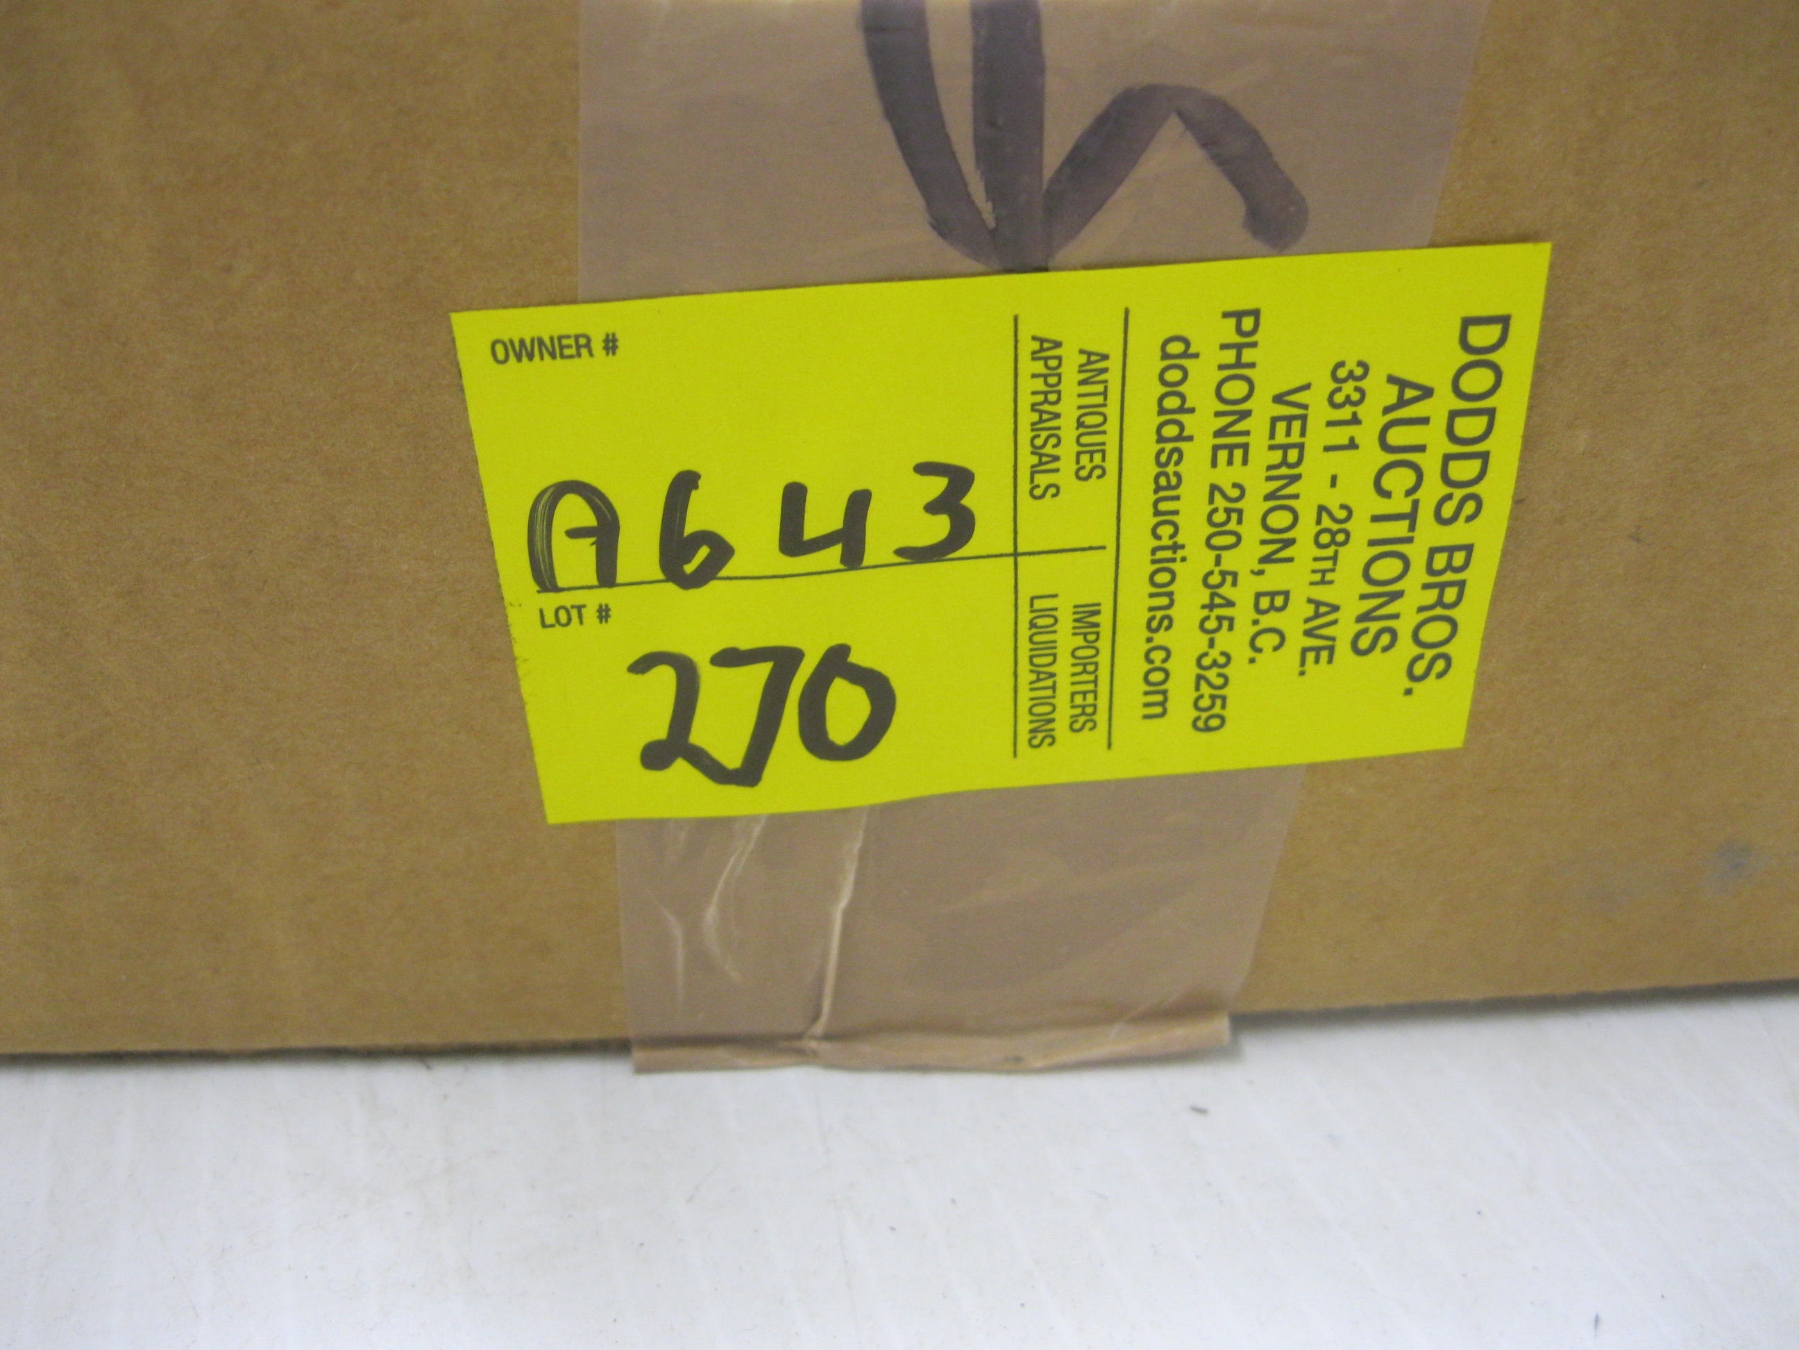 OWNER #
A643
LOT #
270
ANTIQUES
APPRAISALS
IMPORTERS
LIQUIDATIONS
DODDS BROS.
AUCTIONS
3311 - 28TH AVE.
VERNON, B.C.
PHONE 250-545-3259
doddsauctions.com